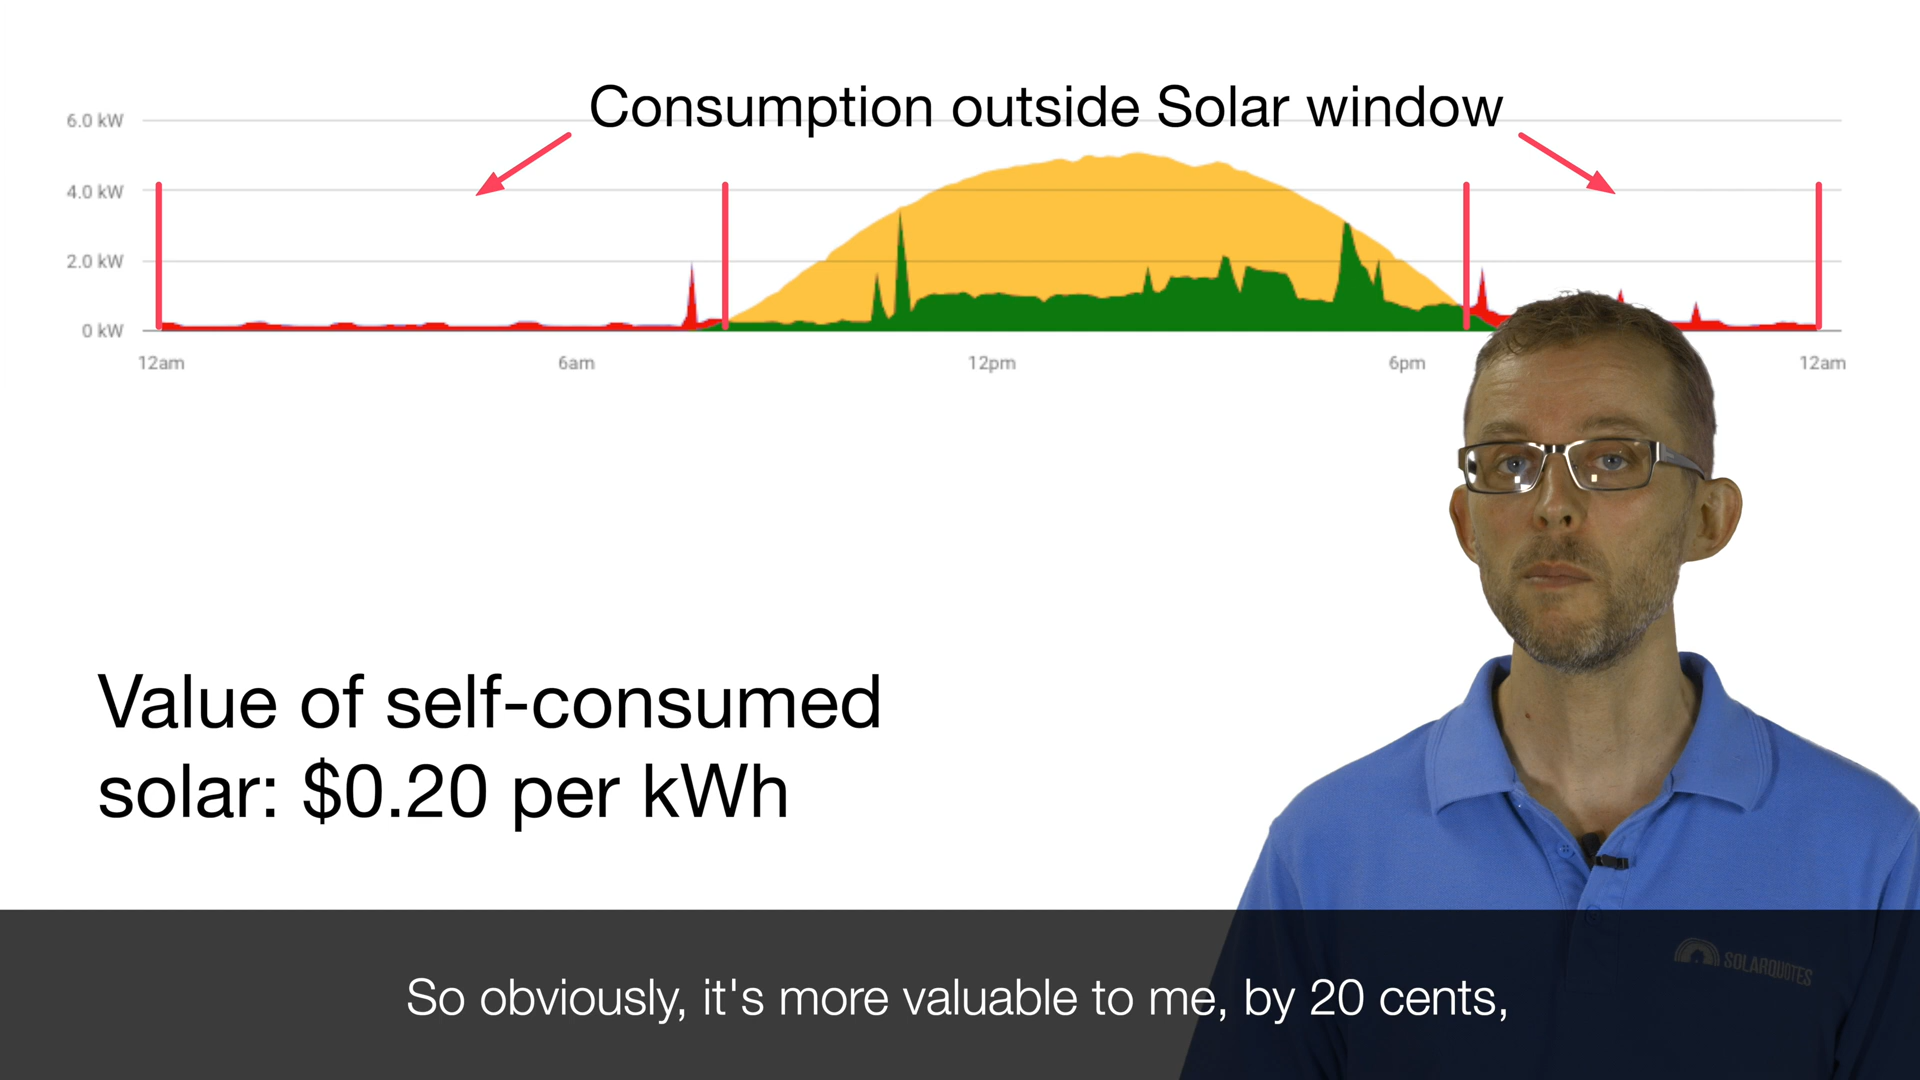 Consumption outside Solar window
6.0 kW
4.0 kW
2.0 kW
0 kW
12am
6am
12pm
6pm
12am
Value of self-consumed
solar: $0.20 per kWh
SOLARQUOTES
So obviously, it's more valuable to me, by 20 cents,